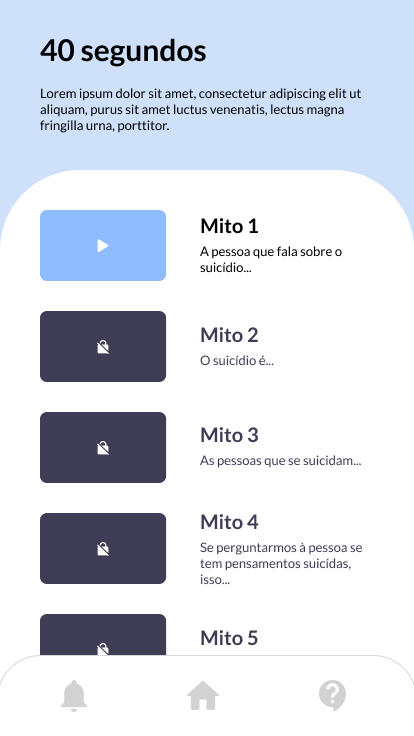 40 segundos
Lorem ipsum dolor sit amet, consectetur adipiscing elit ut
aliquam, purus sit amet luctus venenatis, lectus magna
fringilla urna, porttitor.
Mito 1
A pessoa que fala sobre o
suicídio...
Mito 2
O suicídio é...
Mito 3
As pessoas que se suicidam...
Mito 4
Se perguntarmos à pessoa se
tem pensamentos suicídas,
isso...
Mito 5